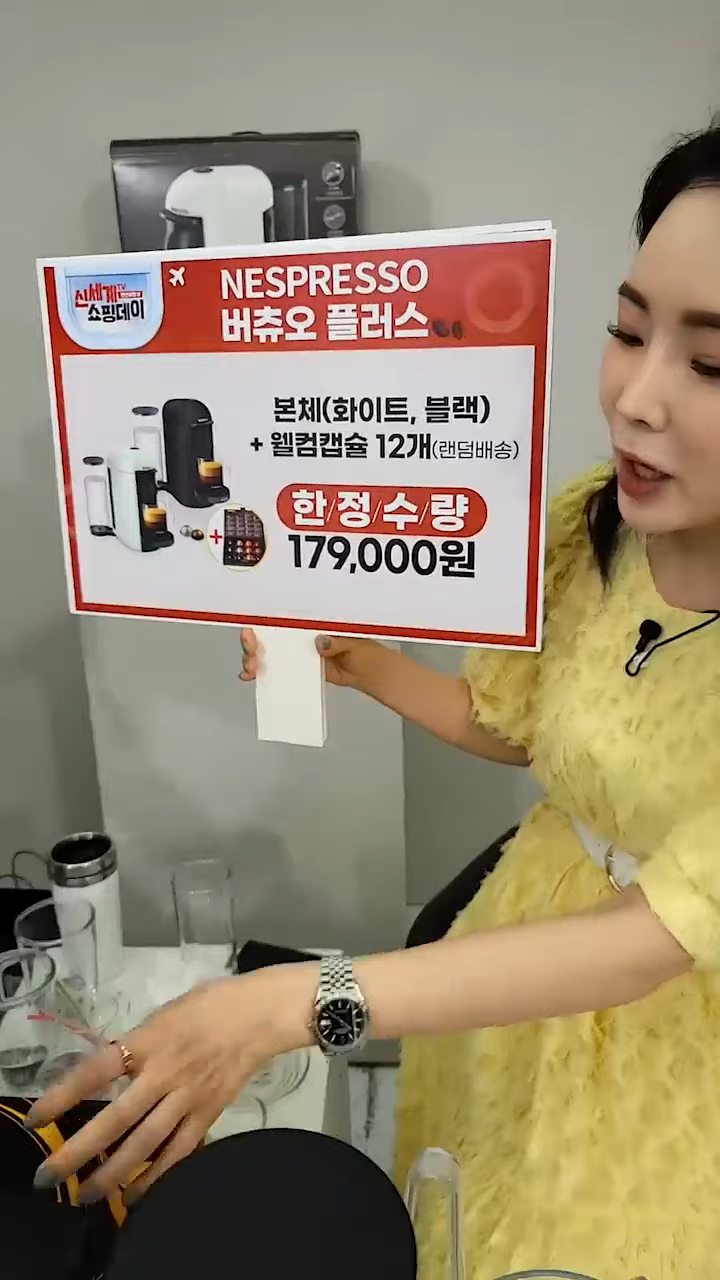 신세계TV
쇼핑데이
NESPRESSO
버츄오 플러스
본체(화이트, 블랙)
+ 웰컴캡슐 12개(랜덤배송)
한/정/수/량
179,000원